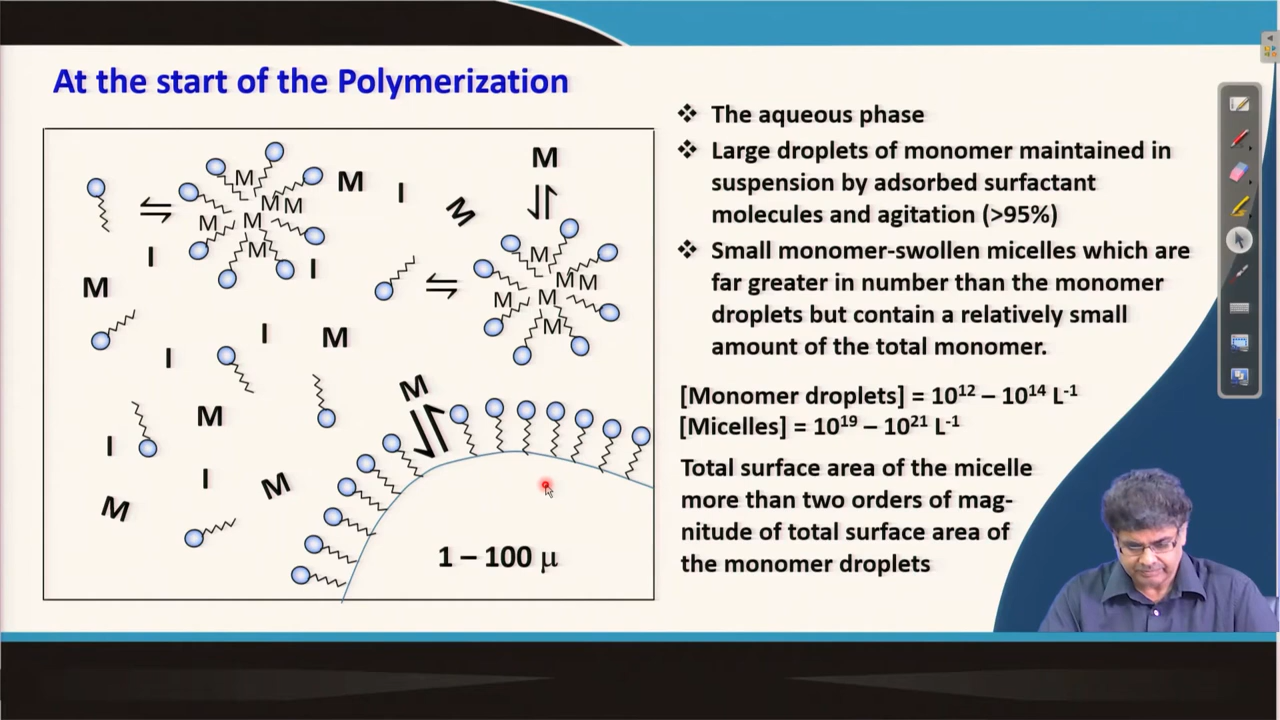 At the start of the Polymerization
M
M
M M
M
M
M
M
I
M
M
I
I
M
M
M M
M
M
M
M
I
M
I
M
M
I
I
M
M
1 – 100 μ
❖ The aqueous phase
❖ Large droplets of monomer maintained in
suspension by adsorbed surfactant
molecules and agitation (>95%)
❖ Small monomer-swollen micelles which are
far greater in number than the monomer
droplets but contain a relatively small
amount of the total monomer.
[Monomer droplets] = 10¹² – 10¹⁴ L⁻¹
[Micelles] = 10¹⁹ – 10²¹ L⁻¹
Total surface area of the micelle
more than two orders of mag-
nitude of total surface area of
the monomer droplets